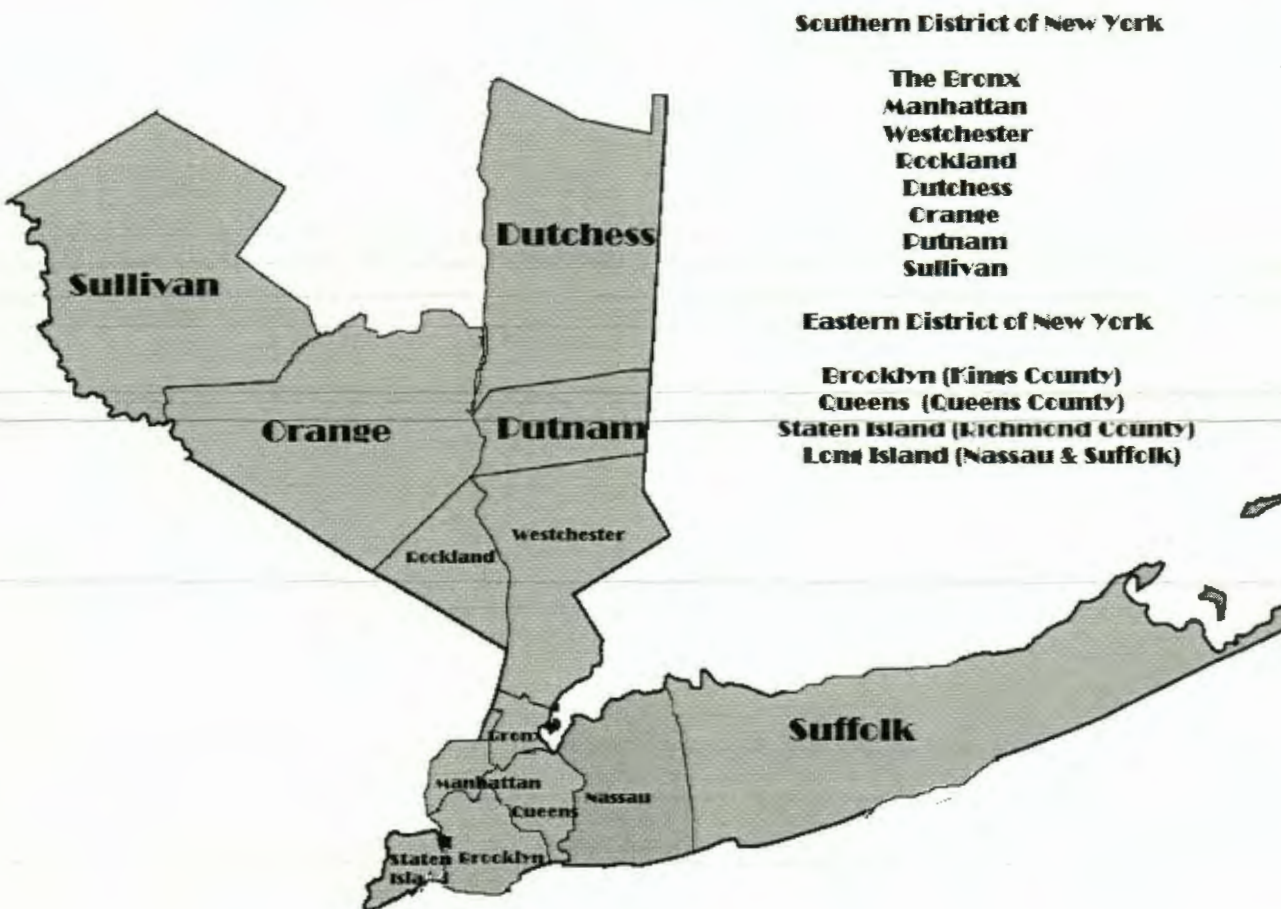 Southern District of New York
The Bronx
Manhattan
Westchester
Rockland
Dutchess
Orange
Putnam
Sullivan
Eastern District of New York
Brooklyn (Kings County)
Queens (Queens County)
Staten Island (Richmond County)
Long Island (Nassau & Suffolk)
Dutchess
Sullivan
Orange
Putnam
Westchester
Rockland
Suffolk
Bronx
Manhattan
Nassau
Queens
Staten
Brooklyn